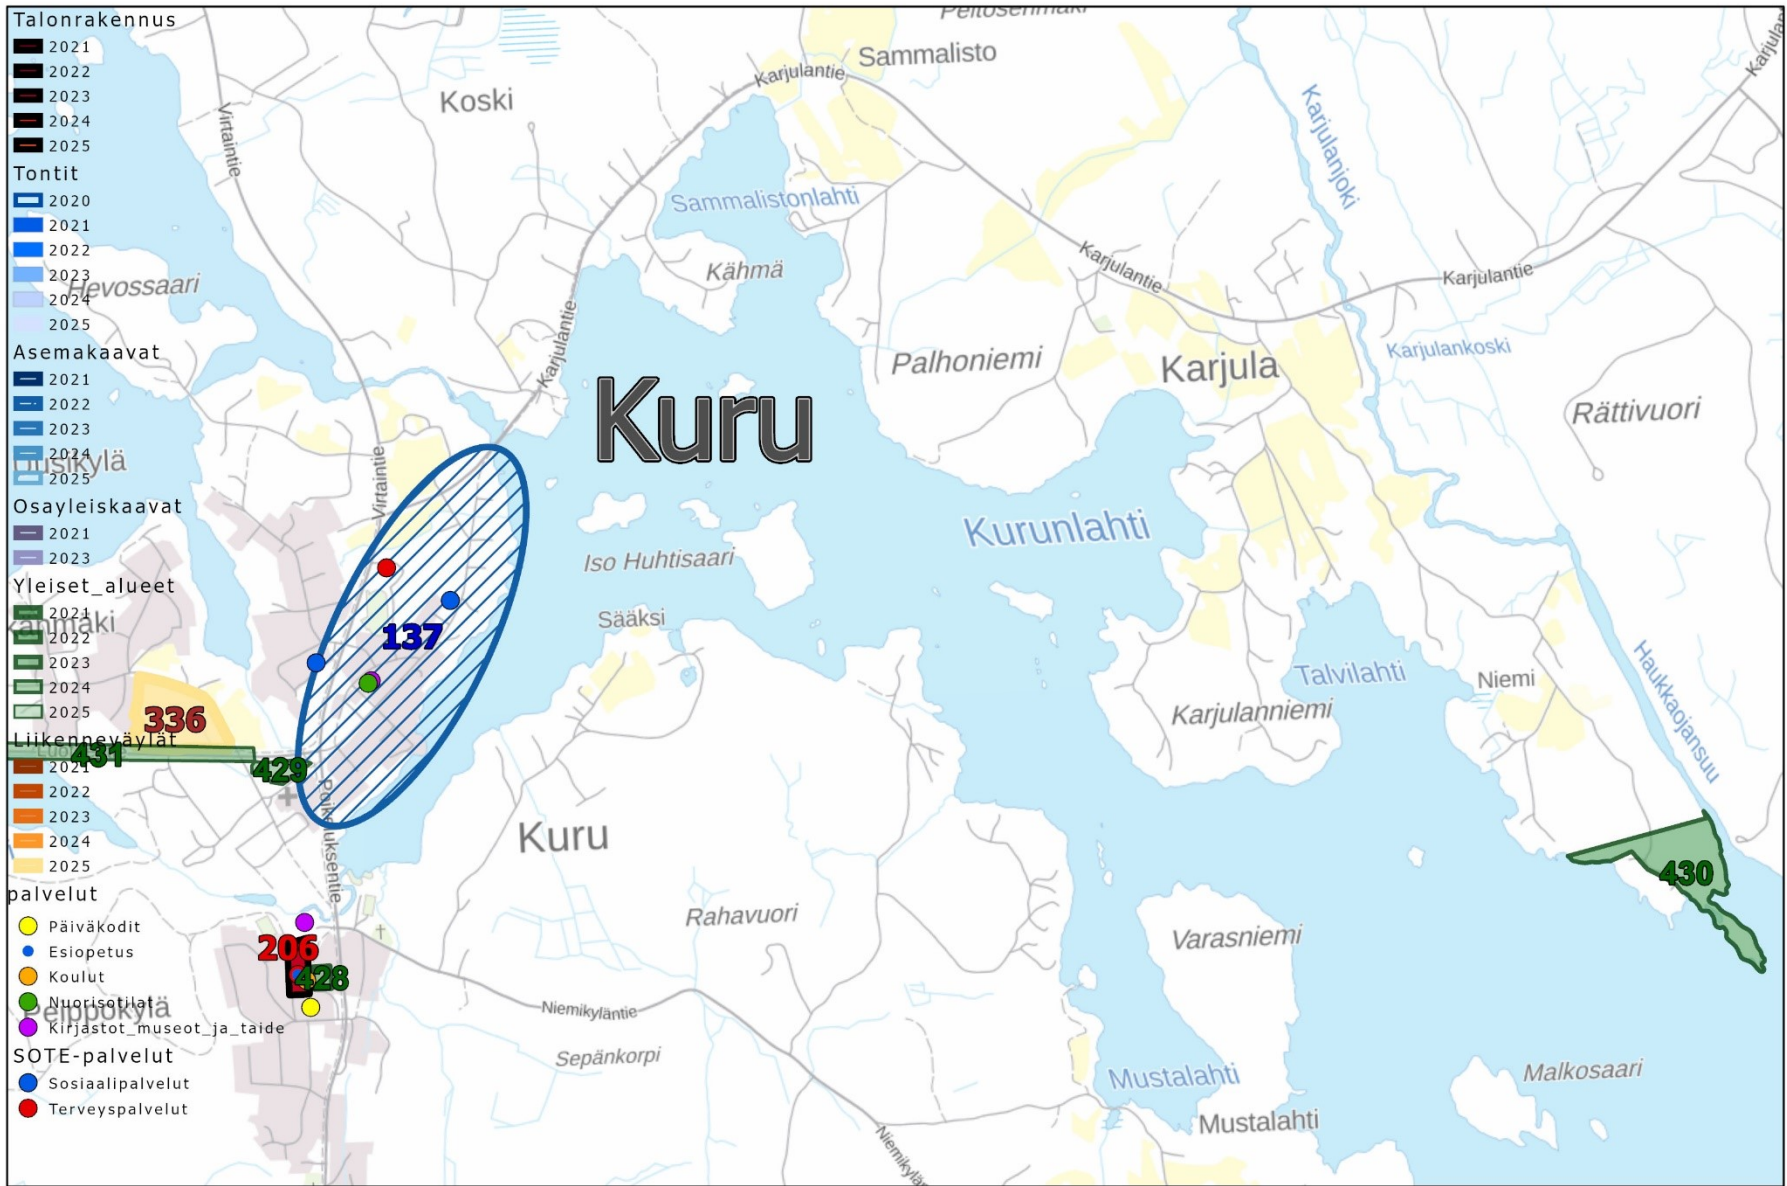 Talonrakennus
2021
2022
2023
2024
2025
Tontit
2020
2021
2022
2023
2024
2025
Asemakaavat
2021
2022
2023
2024
2025
Osayleiskaavat
2021
2023
Yleiset_alueet
2021
2022
2023
2024
2025
Liikenneväylät
2021
2022
2023
2024
2025
palvelut
Päiväkodit
Esiopetus
Koulut
Nuorisotilat
Kirjastot_museot_ja_taide
SOTE-palvelut
Sosiaalipalvelut
Terveyspalvelut
Sammalisto
Karjulantie
Koski
Virtaintie
Karjulanjoki
Sammalistonlahti
Kähmä
Hevossaari
Karjulantie
Karjulantie
Karjulantie
Karjulankoski
Palhoniemi
Karjula
Rättivuori
Kuru
Uusikylä
Virtaintie
Kurunlahti
Iso Huhtisaari
Sääksi
137
336
431
429
Talvilahti
Niemi
Haukkaojansuu
Karjulanniemi
Poikeluksentie
Kuru
430
Rahavuori
Varasniemi
206
428
Peippokylä
Niemikyläntie
Sepänkorpi
Mustalahti
Malkosaari
Mustalahti